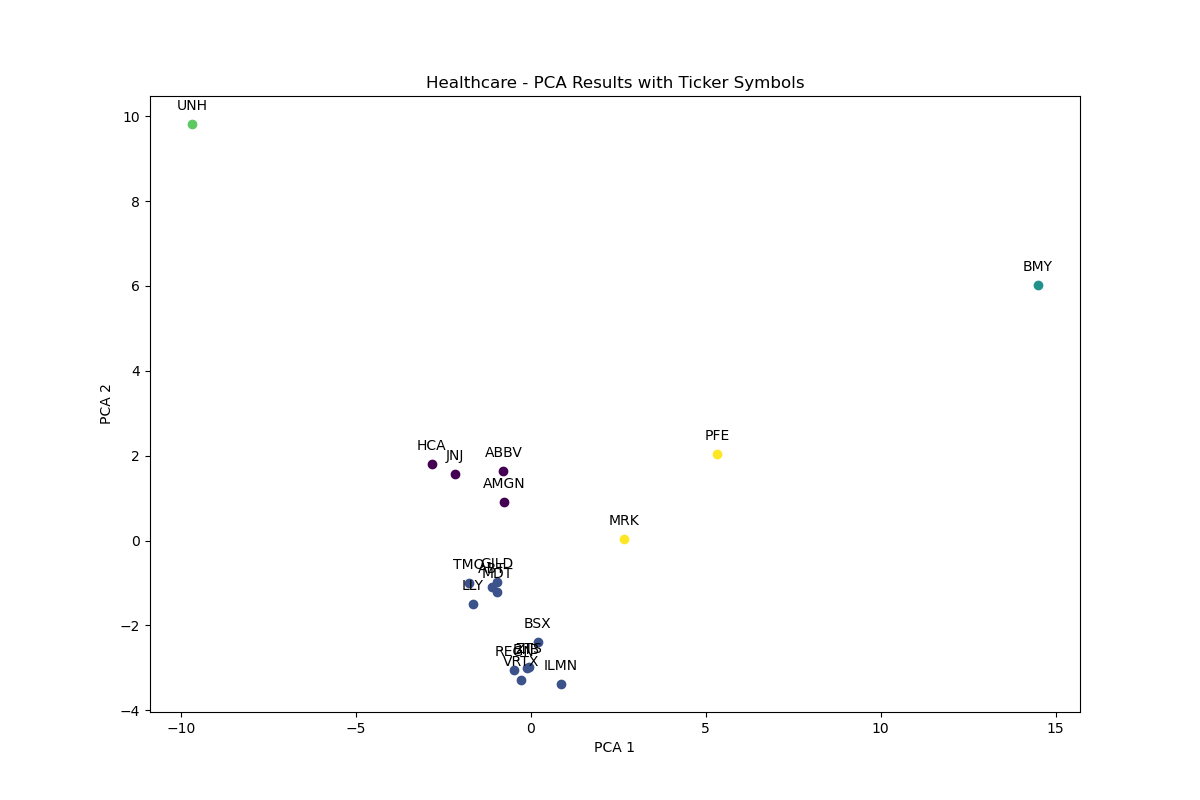 Healthcare - PCA Results with Ticker Symbols
UNH
BMY
HCA
JNJ
ABBV
AMGN
PFE
MRK
TMO
GILD
ABT
MDT
LLY
BSX
REGN
VRTX
ILMN
10
8
6
4
2
0
−2
−4
PCA 2
−10
−5
0
5
10
15
PCA 1